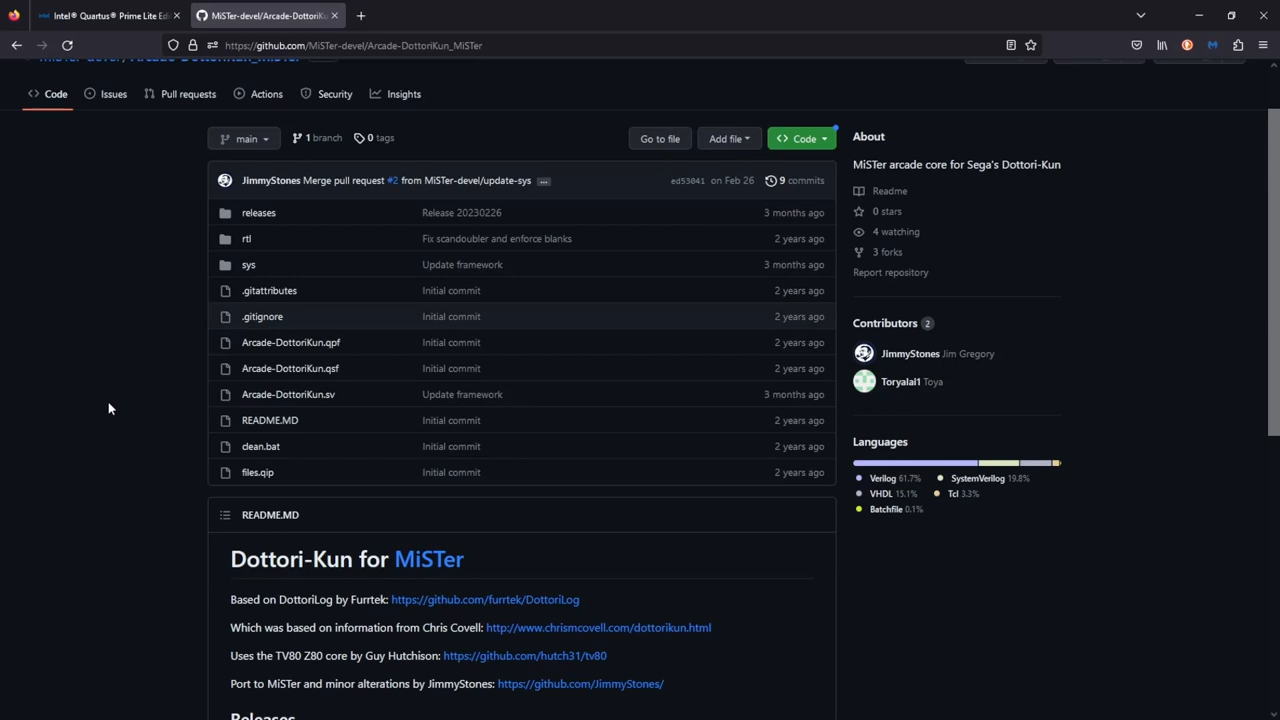 Intel® Quartus® Prime Lite Edi
MiSTer-devel/Arcade-DottoriKu
https://github.com/MiSTer-devel/Arcade-DottoriKun_MiSTer
MiSTer-devel/Arcade-DottoriKun_MiSTer
Code Issues Pull requests Actions Security Insights
main 1 branch 0 tags Go to file Add file Code
JimmyStones Merge pull request #2 from MiSTer-devel/update-sys ... ed53041 on Feb 26 9 commits
releases Release 20230226 3 months ago
rtl Fix scandoubler and enforce blanks 2 years ago
sys Update framework 3 months ago
.gitattributes Initial commit 2 years ago
.gitignore Initial commit 2 years ago
Arcade-DottoriKun.qpf Initial commit 2 years ago
Arcade-DottoriKun.qsf Initial commit 2 years ago
Arcade-DottoriKun.sv Update framework 3 months ago
README.MD Initial commit 2 years ago
clean.bat Initial commit 2 years ago
files.qip Initial commit 2 years ago
README.MD
Dottori-Kun for MiSTer
Based on DottoriLog by Furrtek: https://github.com/furrtek/DottoriLog
Which was based on information from Chris Covell: http://www.chrismcovell.com/dottorikun.html
Uses the TV80 Z80 core by Guy Hutchison: https://github.com/hutch31/tv80
Port to MiSTer and minor alterations by JimmyStones: https://github.com/JimmyStones/
Releases
About
MiSTer arcade core for Sega's Dottori-Kun
Readme
0 stars
4 watching
3 forks
Report repository
Contributors 2
JimmyStones Jim Gregory
Toryalai1 Toya
Languages
Verilog 61.7% SystemVerilog 19.8%
VHDL 15.1% Tcl 3.3%
Batchfile 0.1%